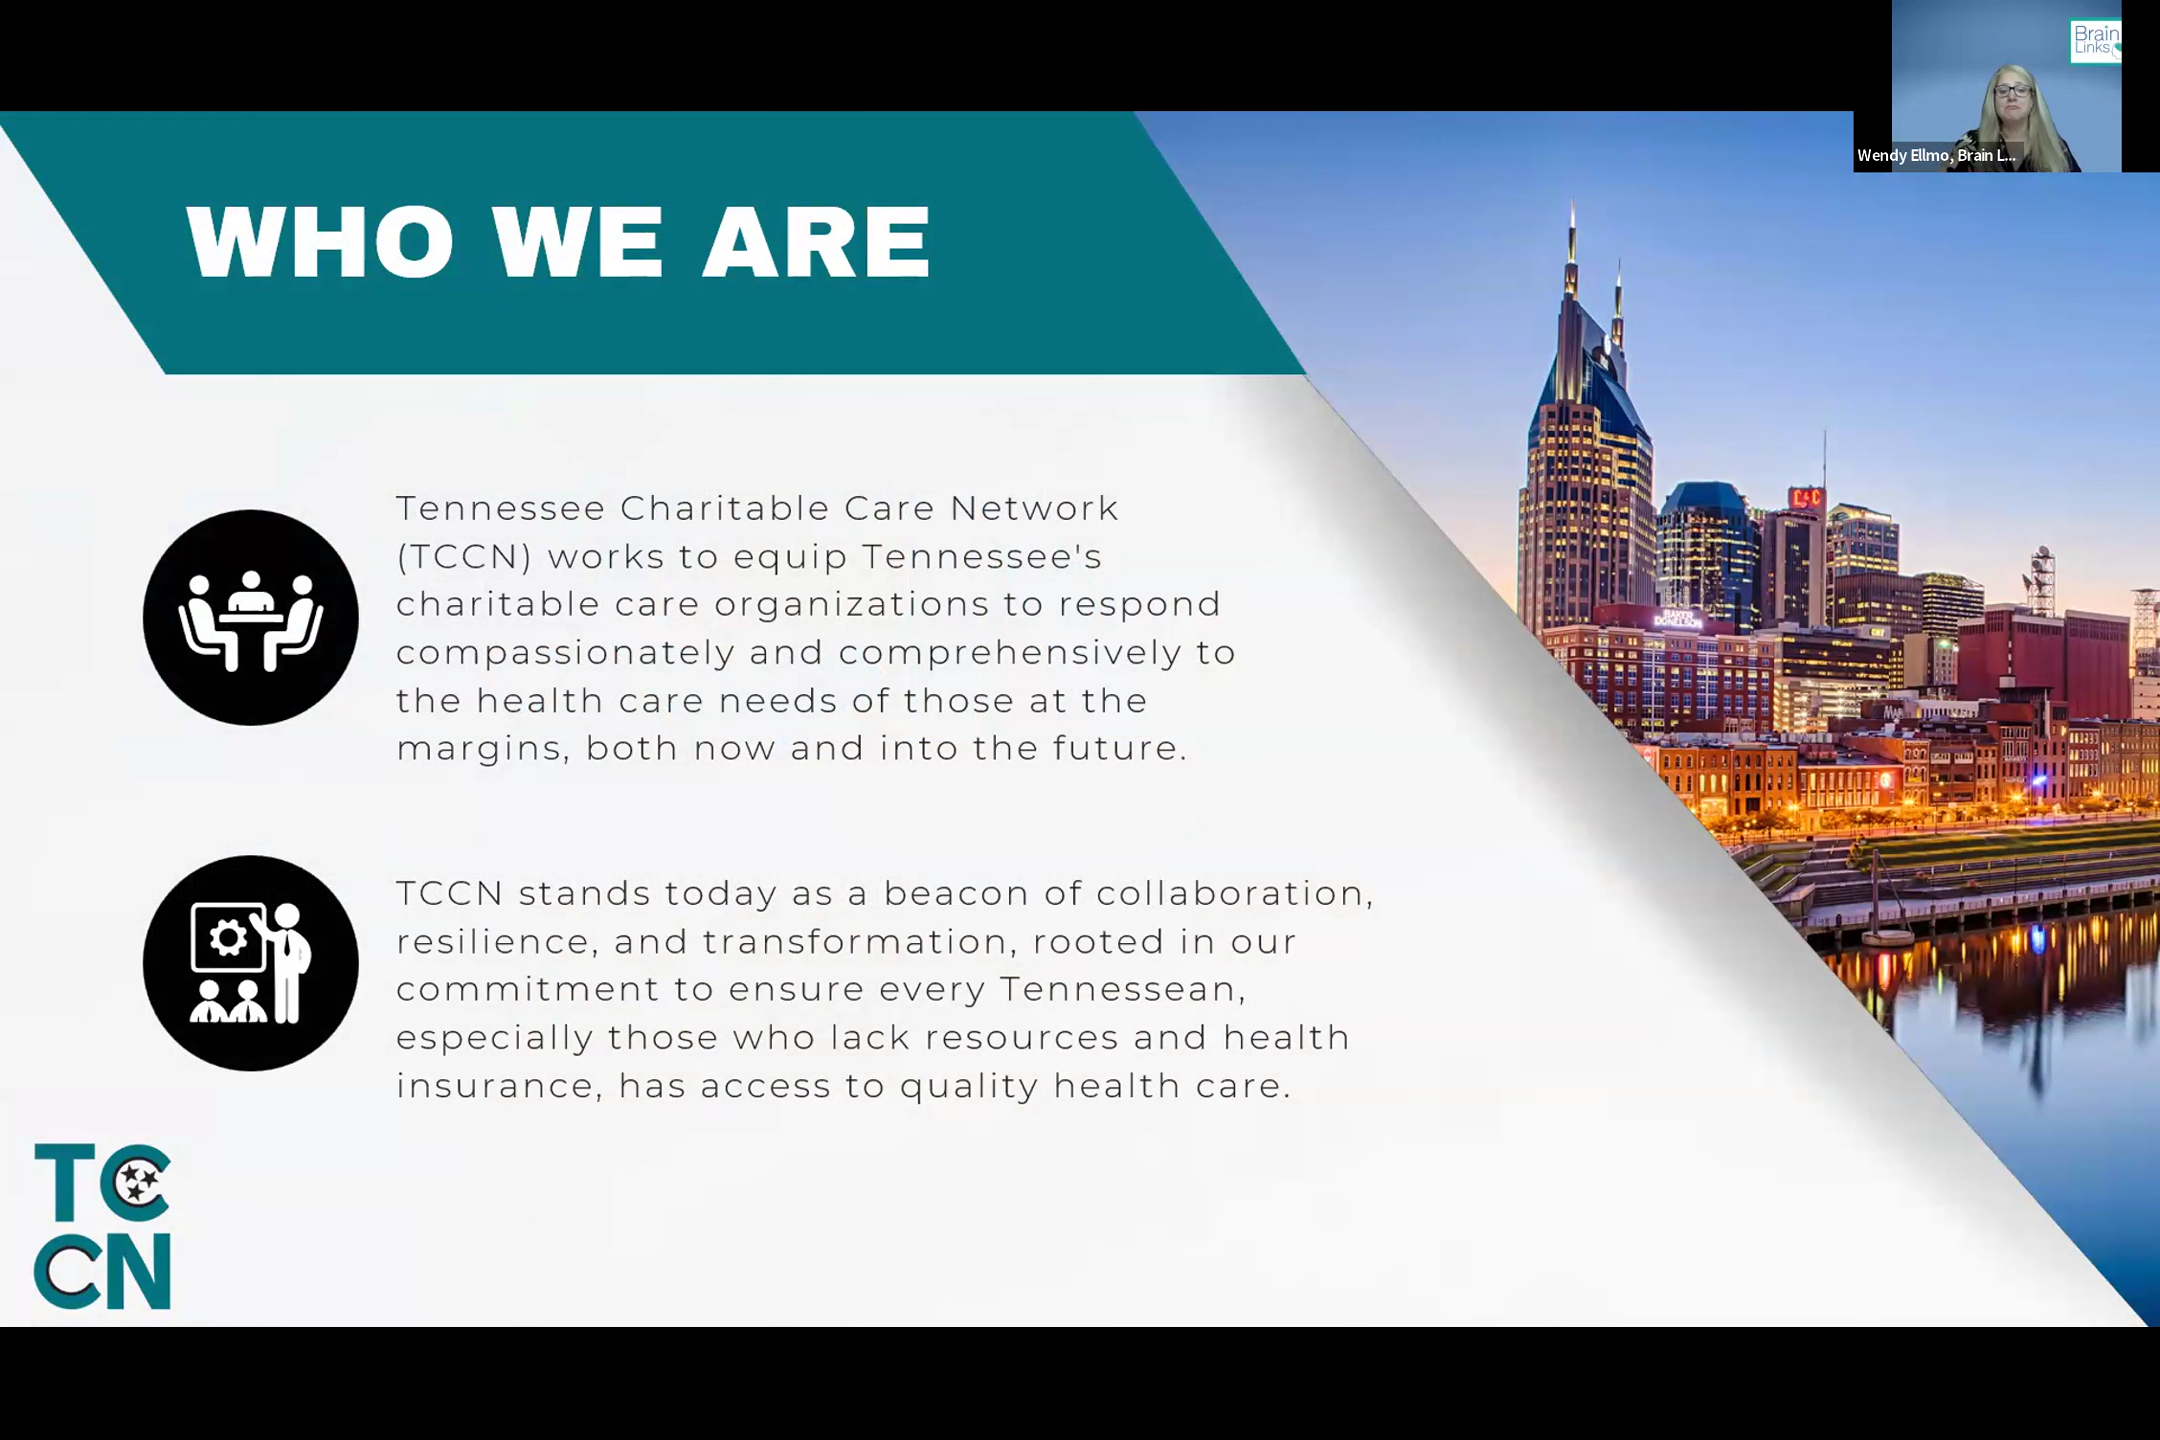 Brain
Links
Wendy Ellmo, Brain L...
WHO WE ARE
L&C
BAKER
DONELSON
Tennessee Charitable Care Network
(TCCN) works to equip Tennessee's
charitable care organizations to respond
compassionately and comprehensively to
the health care needs of those at the
margins, both now and into the future.
TCCN stands today as a beacon of collaboration,
resilience, and transformation, rooted in our
commitment to ensure every Tennessean,
especially those who lack resources and health
insurance, has access to quality health care.
TC
CN